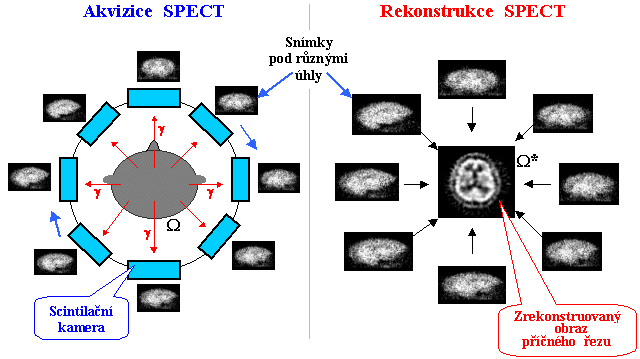 Akvizice SPECT
Rekonstrukce SPECT
Snímky
pod různými
úhly
γ
γ
γ
γ
Ω
Ω*
Scintilační
kamera
Zrekonstruovaný
obraz
příčného řezu